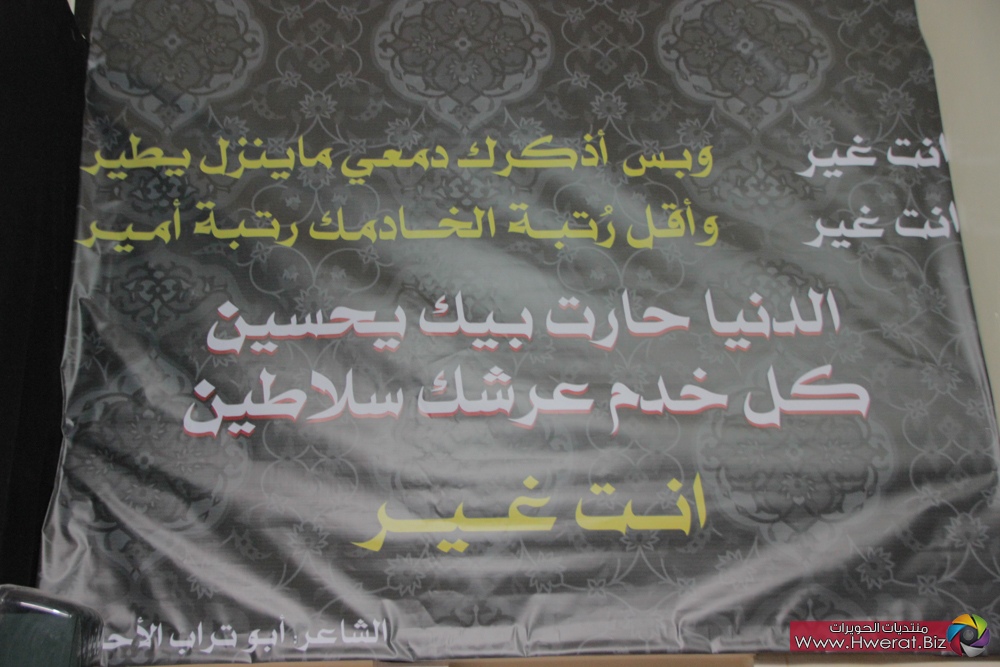 انت غير وبس أذكرك دمعي ماينزل يطير
انت غير وأقل رُتبة الخادمك رتبة أمير
الدنيا حارت بيك يحسين
كل خدم عرشك سلاطين
انت غير
الشاعر: أبو تراب
منتديات الحويرات
Www.Hwerat.Biz